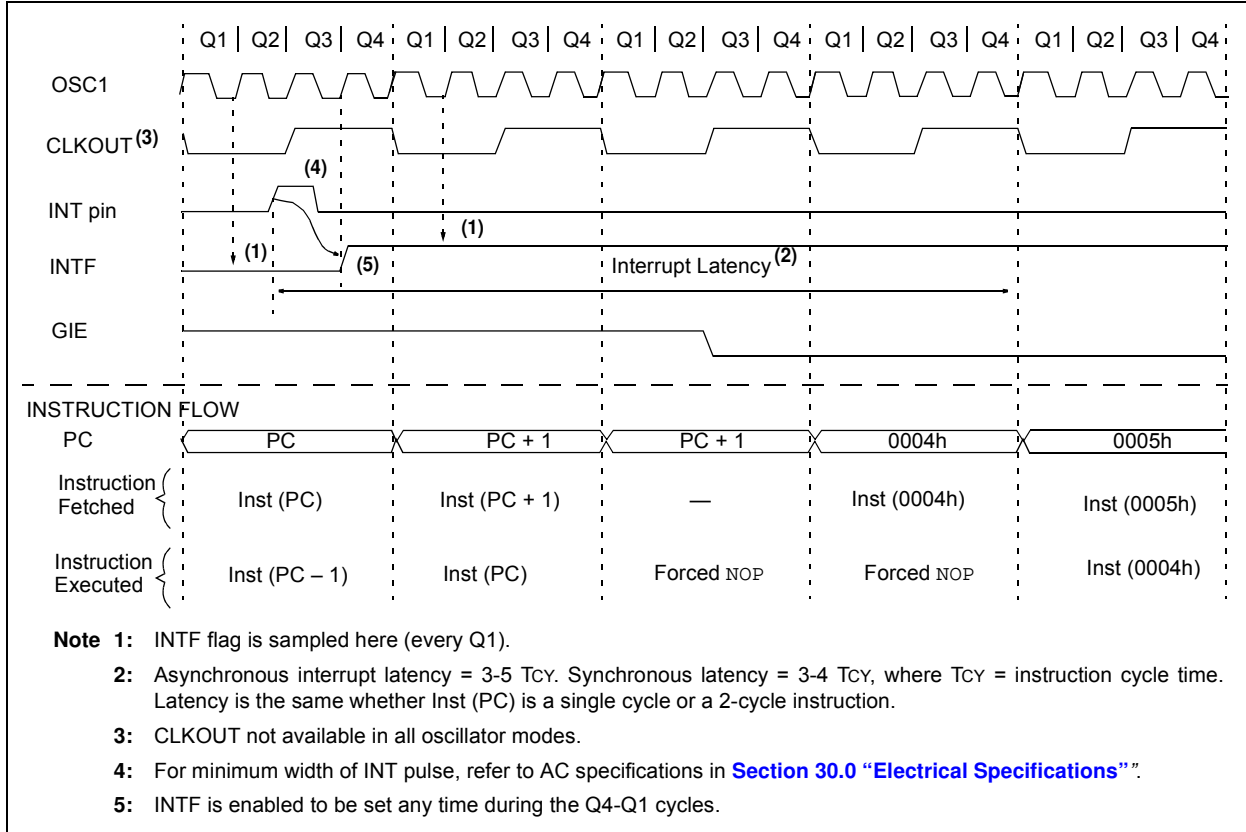 Q1 Q2 Q3 Q4 Q1 Q2 Q3 Q4 Q1 Q2 Q3 Q4 Q1 Q2 Q3 Q4 Q1 Q2 Q3 Q4
OSC1
CLKOUT (3)
(4)
INT pin
(1)
(1)
INTF
(5)
Interrupt Latency (2)
GIE
INSTRUCTION FLOW
PC PC PC + 1 PC + 1 0004h 0005h
Instruction
Fetched
Inst (PC) Inst (PC + 1) — Inst (0004h) Inst (0005h)
Instruction
Executed
Inst (PC – 1) Inst (PC) Forced NOP Forced NOP Inst (0004h)
Note 1: INTF flag is sampled here (every Q1).
2: Asynchronous interrupt latency = 3-5 TCY. Synchronous latency = 3-4 TCY, where TCY = instruction cycle time.
Latency is the same whether Inst (PC) is a single cycle or a 2-cycle instruction.
3: CLKOUT not available in all oscillator modes.
4: For minimum width of INT pulse, refer to AC specifications in Section 30.0 “Electrical Specifications””.
5: INTF is enabled to be set any time during the Q4-Q1 cycles.